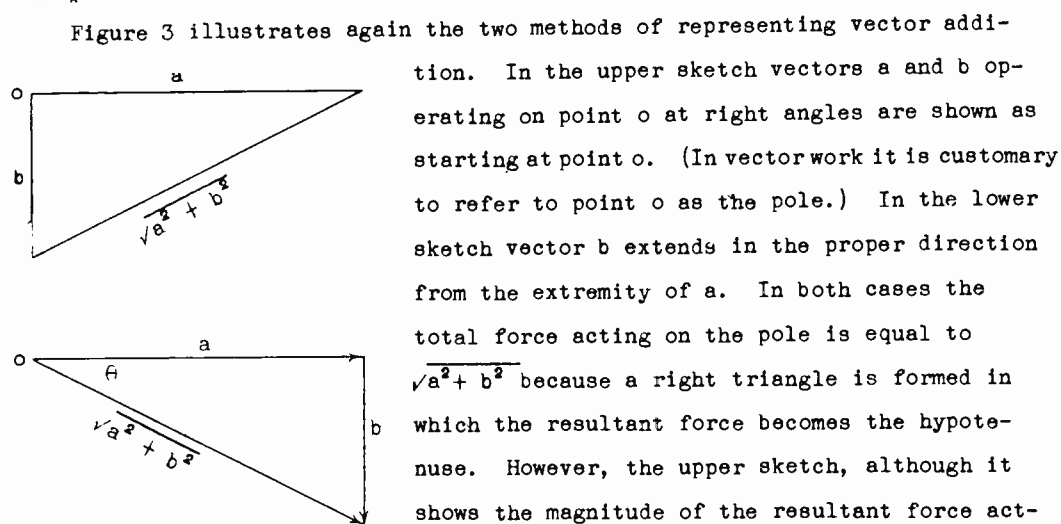 Figure 3 illustrates again the two methods of representing vector addi-
tion. In the upper sketch vectors a and b op-
erating on point o at right angles are shown as
starting at point o. (In vector work it is customary
to refer to point o as the pole.) In the lower
sketch vector b extends in the proper direction
from the extremity of a. In both cases the
total force acting on the pole is equal to
√a² + b² because a right triangle is formed in
which the resultant force becomes the hypote-
nuse. However, the upper sketch, although it
shows the magnitude of the resultant force act-
a
o
b
√a² + b²
a
o
θ
b
√a² + b²